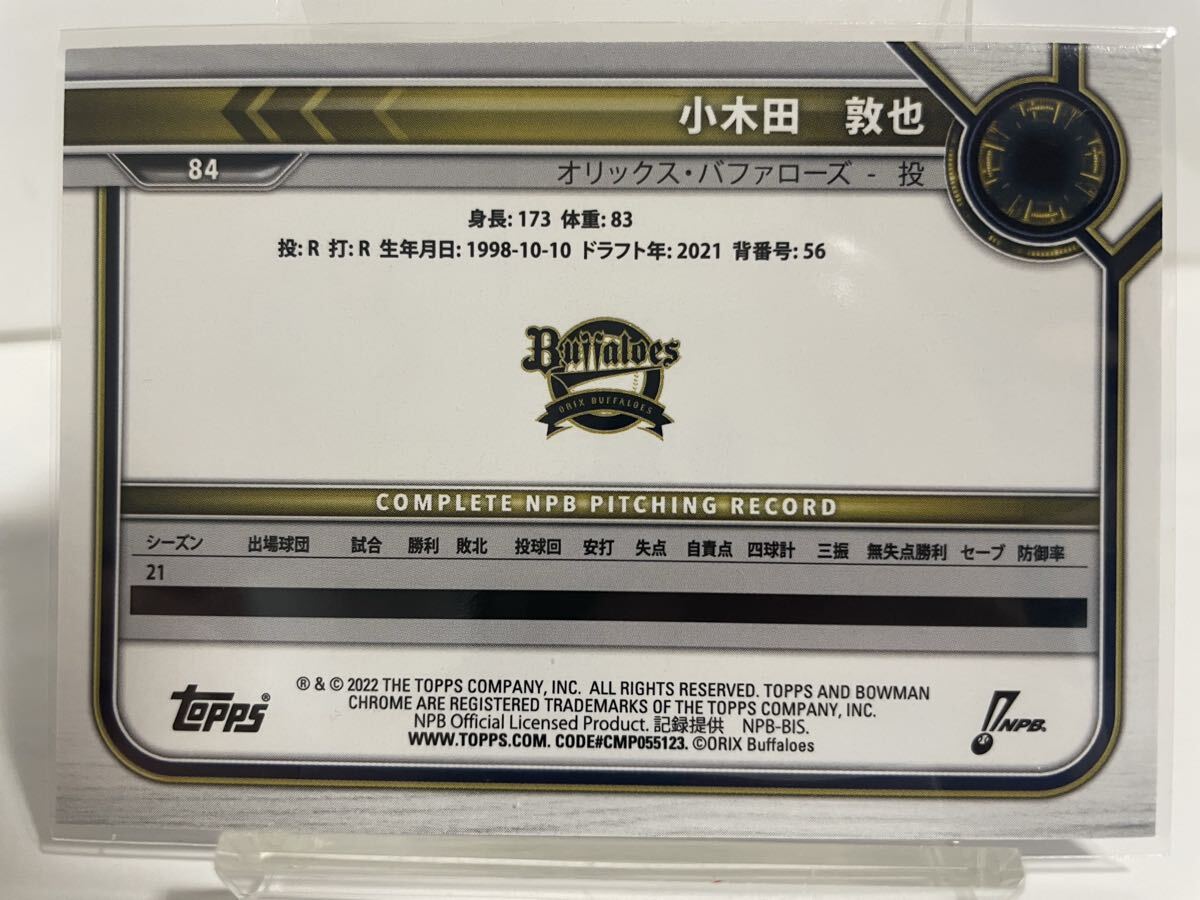 小木田　敦也
84
オリックス・バファローズ - 投
身長: 173 体重: 83
投: R 打: R 生年月日: 1998-10-10 ドラフト年: 2021 背番号: 56
Buffaloes
ORIX BUFFALOES
COMPLETE NPB PITCHING RECORD
シーズン 出場球団 試合 勝利 敗北 投球回 安打 失点 自責点 四球計 三振 無失点勝利 セーブ 防御率
21
® & © 2022 THE TOPPS COMPANY, INC. ALL RIGHTS RESERVED. TOPPS AND BOWMAN
CHROME ARE REGISTERED TRADEMARKS OF THE TOPPS COMPANY, INC.
NPB Official Licensed Product. 記録提供 NPB-BIS.
WWW.TOPPS.COM. CODE#CMP055123. ©ORIX Buffaloes
topps®
NPB